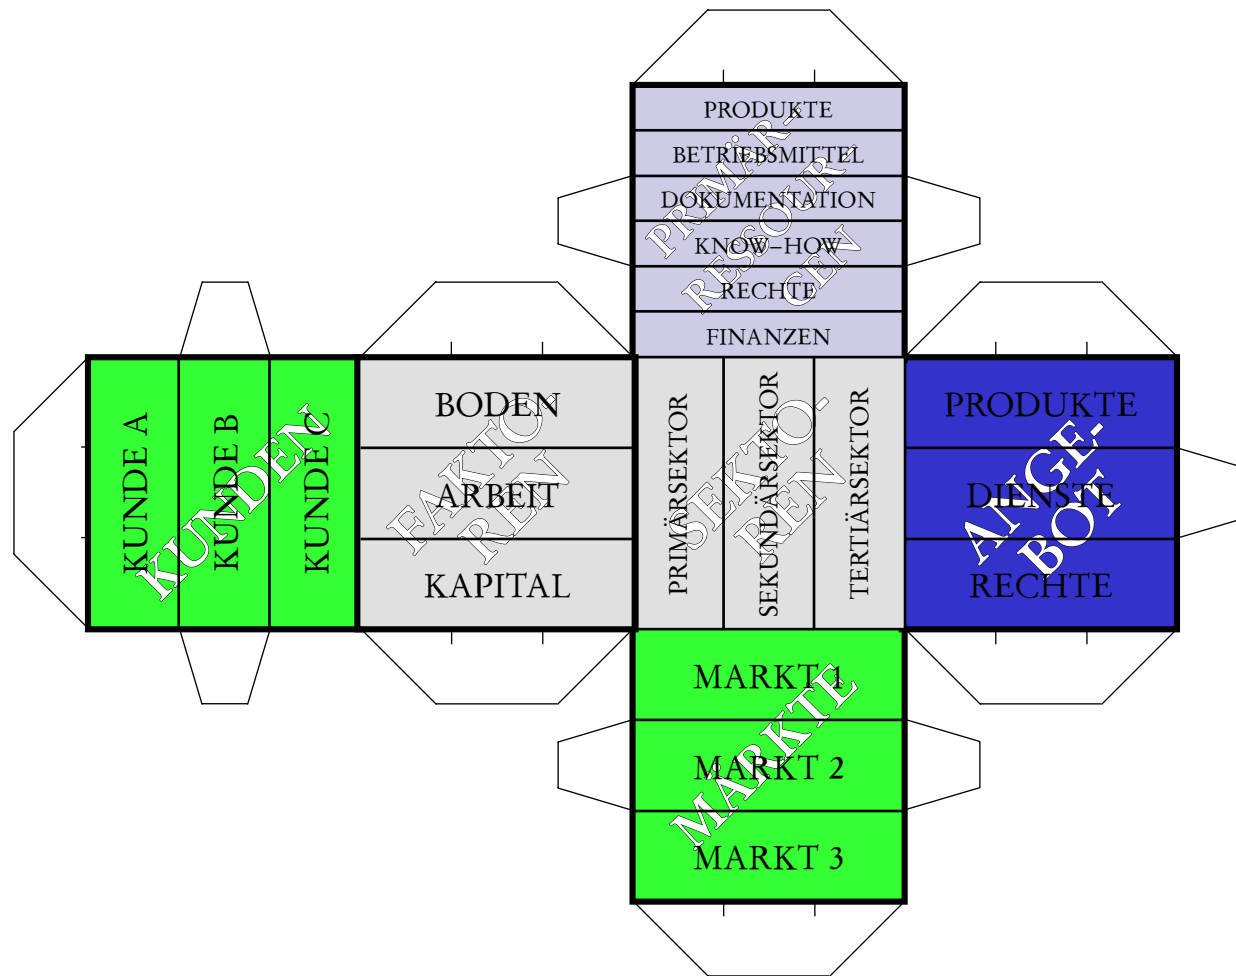 PRODUKTE
BETRIEBSMITTEL
DOKUMENTATION
KNOW-HOW
RECHTE
FINANZEN
PRIMÄR-
RESSOUR-
CEN
KUNDE A
KUNDE B
KUNDE C
KUNDEN
BODEN
ARBEIT
KAPITAL
FAKTO-
REN
PRIMÄRSEKTOR
SEKUNDÄRSEKTOR
TERTIÄRSEKTOR
SEKTO-
REN
PRODUKTE
DIENSTE
RECHTE
ANGE-
BOT
MARKT 1
MARKT 2
MARKT 3
MÄRKTE